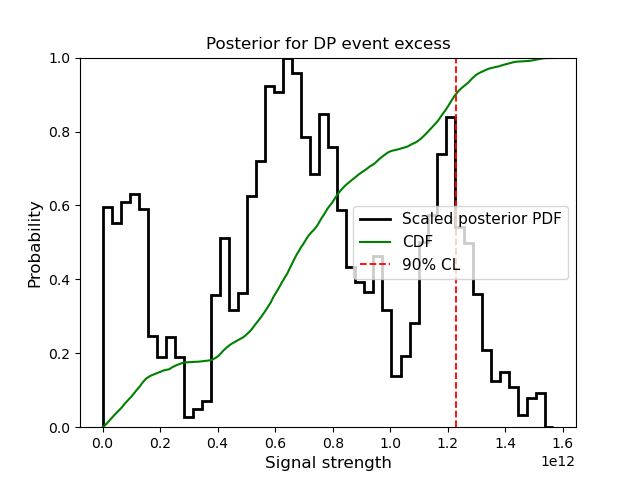 Posterior for DP event excess
1.0
0.8
0.6
0.4
0.2
0.0
Probability
Scaled posterior PDF
CDF
90% CL
0.0 0.2 0.4 0.6 0.8 1.0 1.2 1.4 1.6
1e12
Signal strength